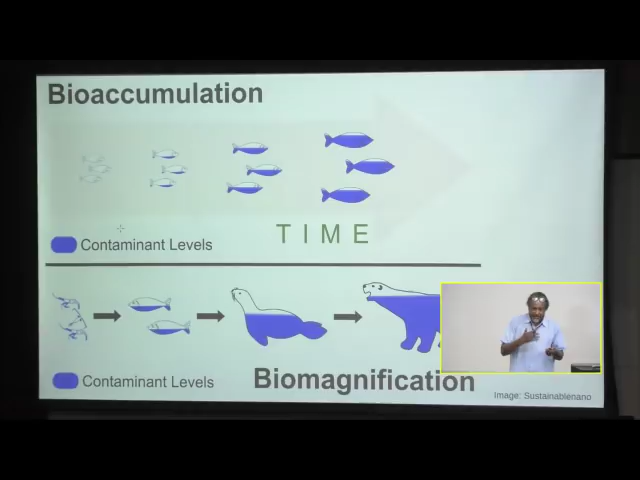 Bioaccumulation
Contaminant Levels
TIME
Contaminant Levels
Biomagnification
Image: Sustainablenano